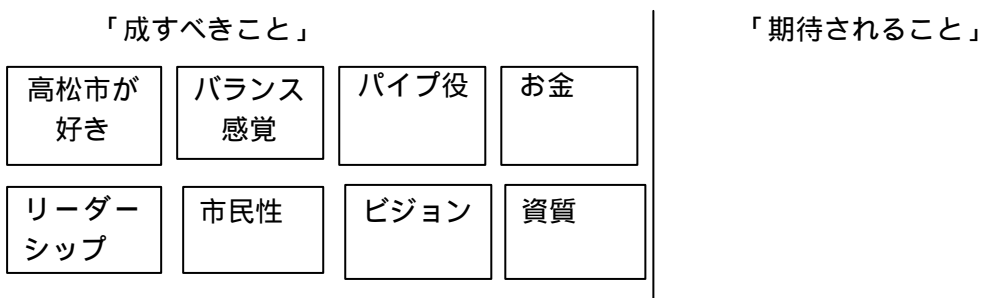 「成すべきこと」
「期待されること」
高松市が
好き
バランス
感覚
パイプ役
お金
リーダー
シップ
市民性
ビジョン
資質